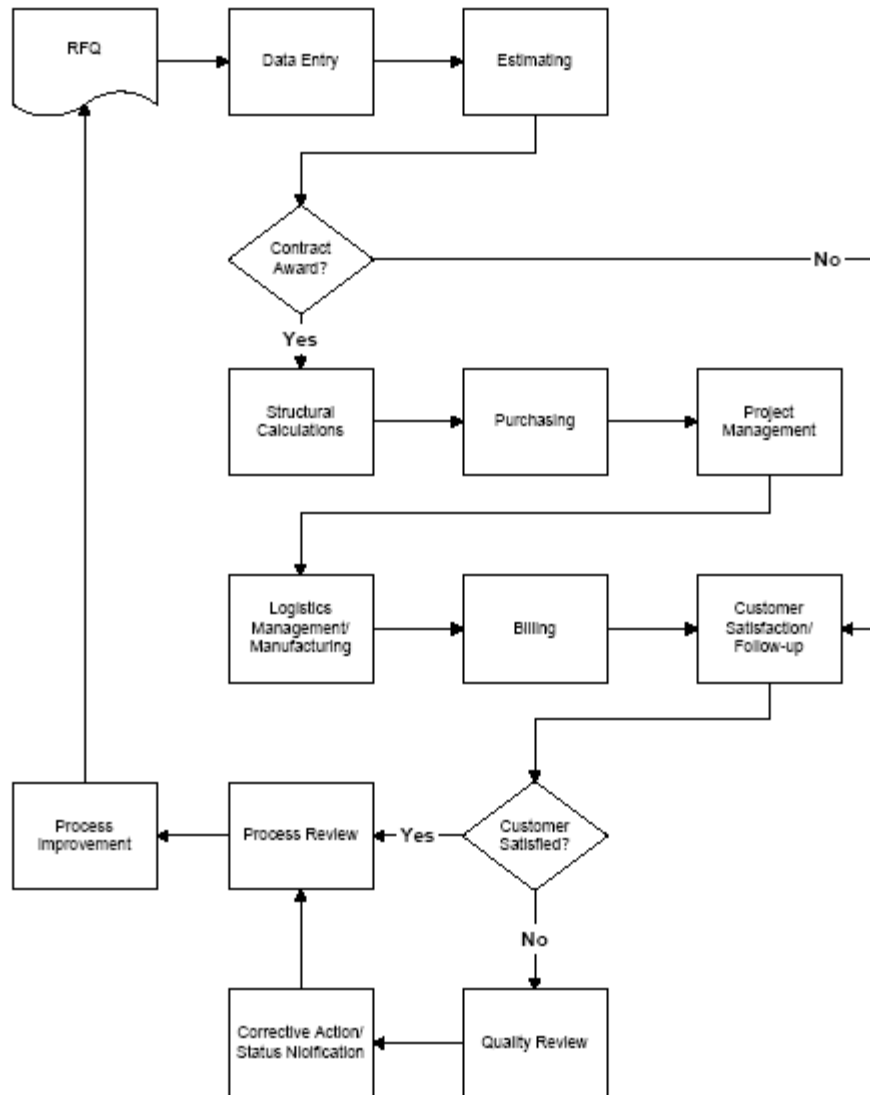 RFQ
Data Entry
Estimating
Contract
Award?
No
Yes
Structural
Calculations
Purchasing
Project
Management
Logistics
Management/
Manufacturing
Billing
Customer
Satisfaction/
Follow-up
Process
Improvement
Process Review
Yes
Customer
Satisfied?
No
Corrective Action/
Status Niolification
Quality Review